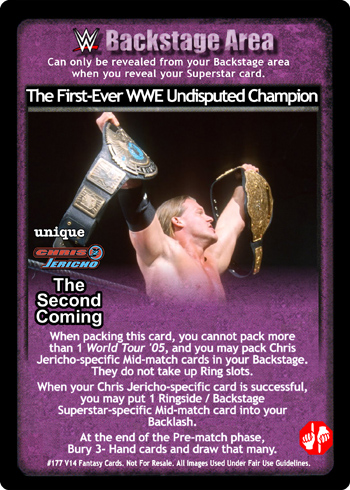 W Backstage Area
Can only be revealed from your Backstage area
when you reveal your Superstar card.
The First-Ever WWE Undisputed Champion
unique
CHRIS
JERICHO
The
Second
Coming
When packing this card, you cannot pack more
than 1 World Tour '05, and you may pack Chris
Jericho-specific Mid-match cards in your Backstage.
They do not take up Ring slots.
When your Chris Jericho-specific card is successful,
you may put 1 Ringside / Backstage
Superstar-specific Mid-match card into your
Backlash.
At the end of the Pre-match phase,
Bury 3- Hand cards and draw that many.
#177 V14 Fantasy Cards. Not For Resale. All Images Used Under Fair Use Guidelines.